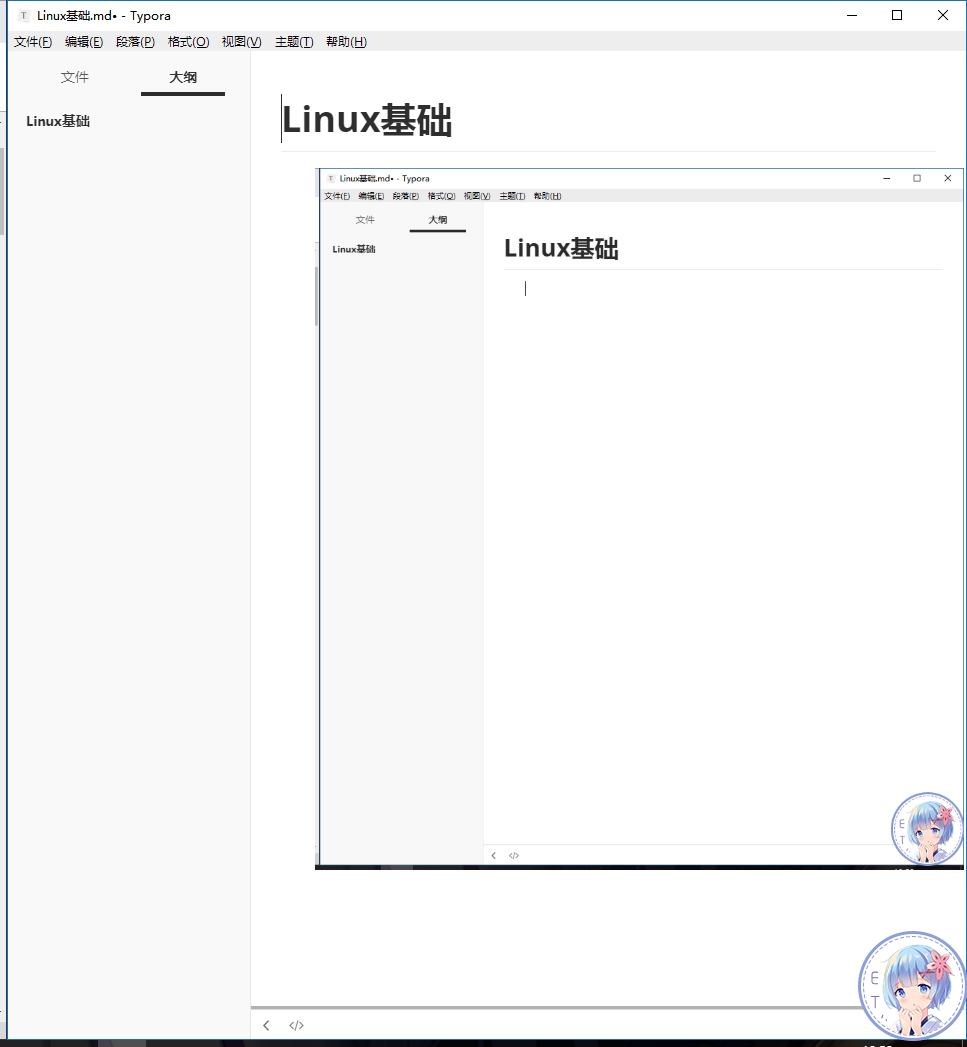 T Linux基础.md• - Typora
文件(F) 编辑(E) 段落(P) 格式(O) 视图(V) 主题(T) 帮助(H)
文件 大纲
Linux基础
Linux基础
T Linux基础.md• - Typora
文件(F) 编辑(E) 段落(P) 格式(O) 视图(V) 主题(T) 帮助(H)
文件 大纲
Linux基础
Linux基础
E
T
</>
E
T
</>